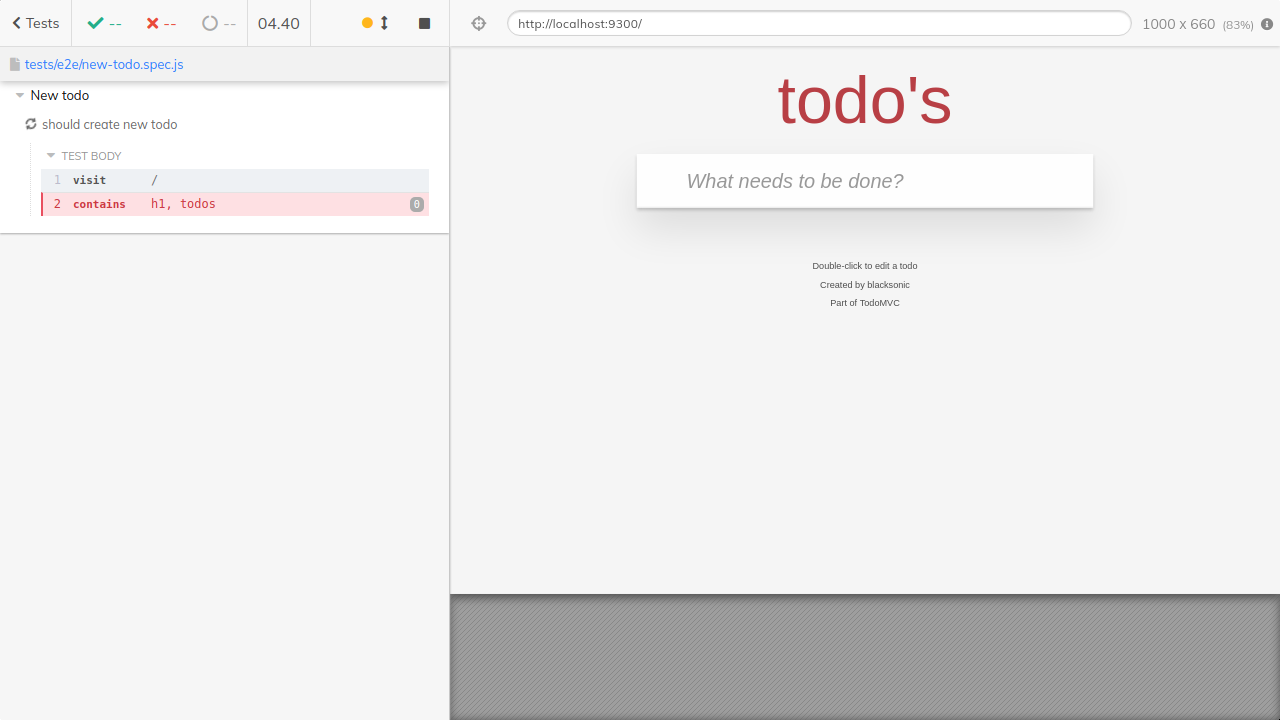 Tests -- -- -- 04.40
http://localhost:9300/ 1000 x 660 (83%)
tests/e2e/new-todo.spec.js
New todo
should create new todo
TEST BODY
1 visit /
2 contains h1, todos 0
todo's
What needs to be done?
Double-click to edit a todo
Created by blacksonic
Part of TodoMVC